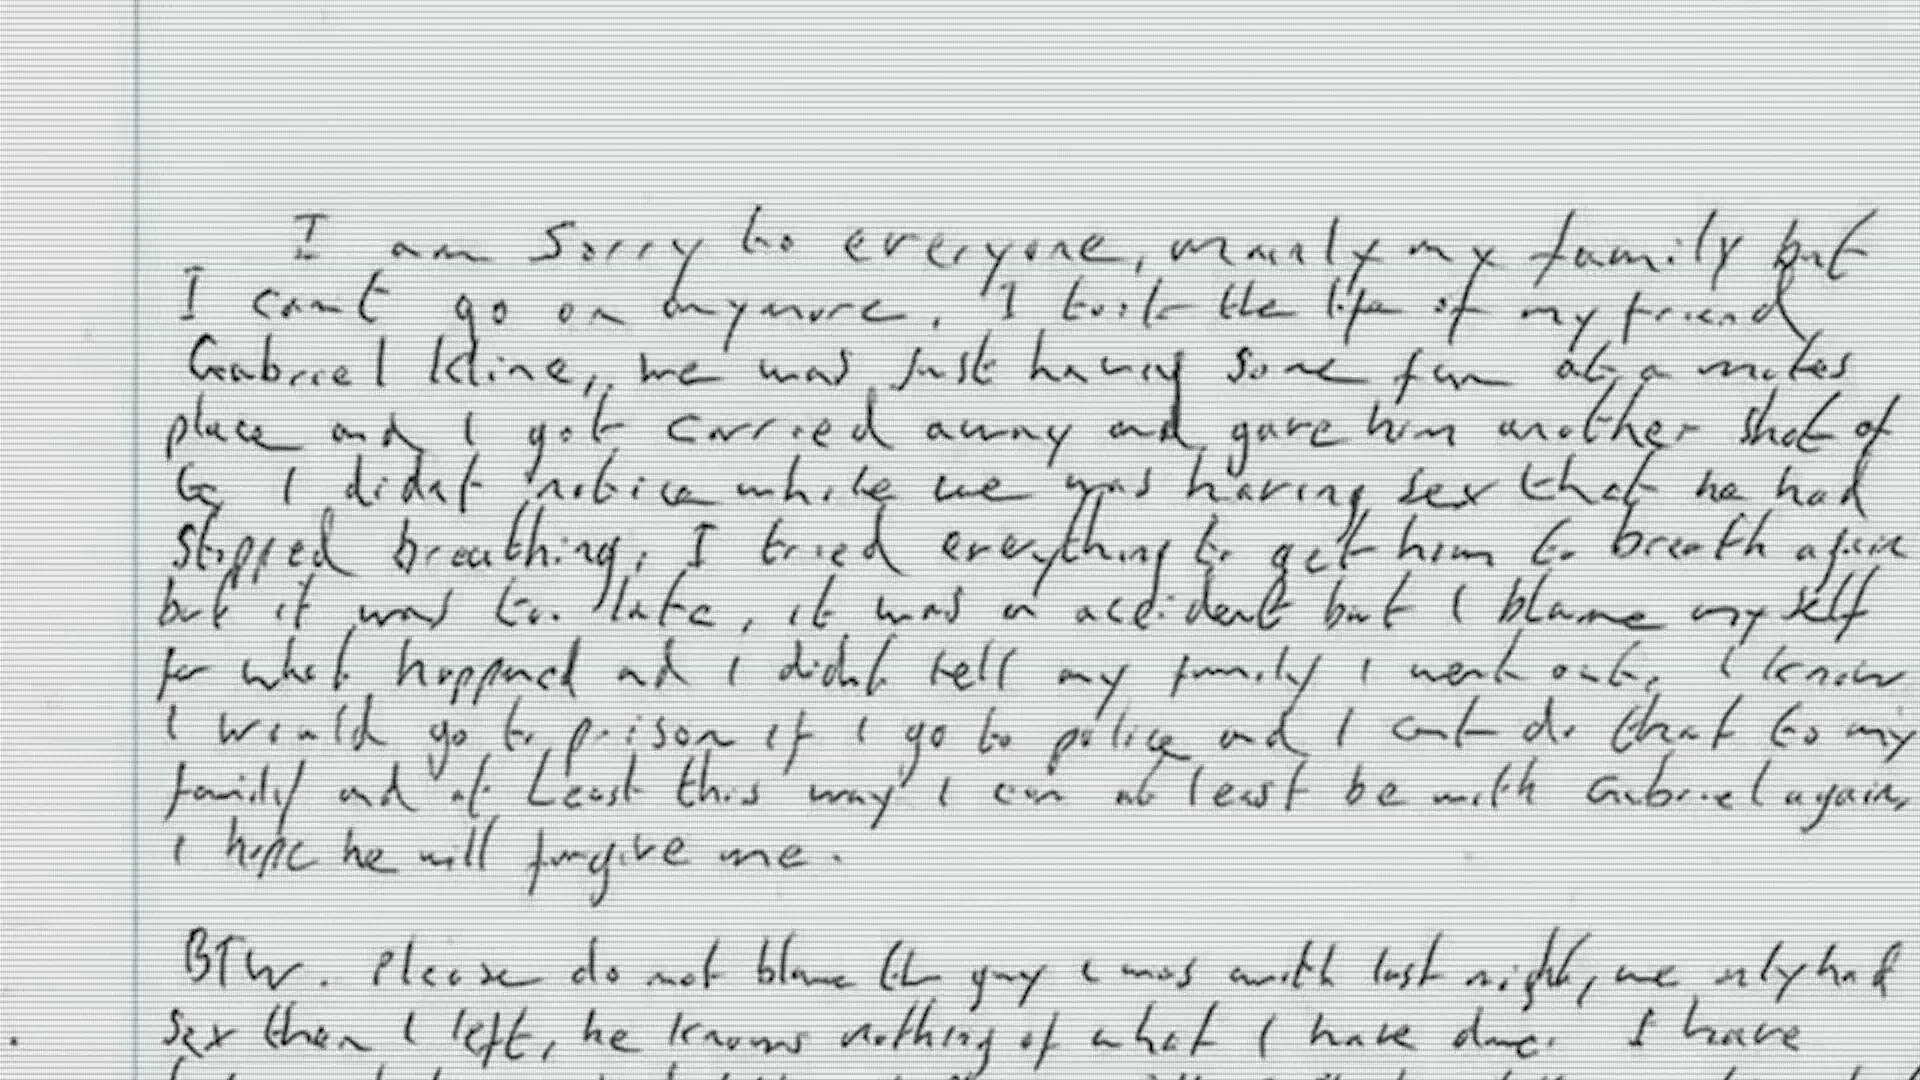 I am Sorry to everyone, mainly my family but
I cant go on anymore, I took the life of my friend
Gabriel Kline, we was just having some fun at a mates
place and I got carried away and gave him another shot of
G, I didnt notice while we was having sex that he had
stopped breathing, I tried everything to get him to breath again
but it was too late, it was a accident but I blame my self
for what happened and I didnt tell my family I went out, I know
I would go to prison if I go to police and I cant do that to my
family and at Least this way I can at least be with Gabriel again,
I hope he will forgive me.
BTW. Please do not blame the guy I was with last night, we only had
sex then I left, he knows nothing of what I have done. I have